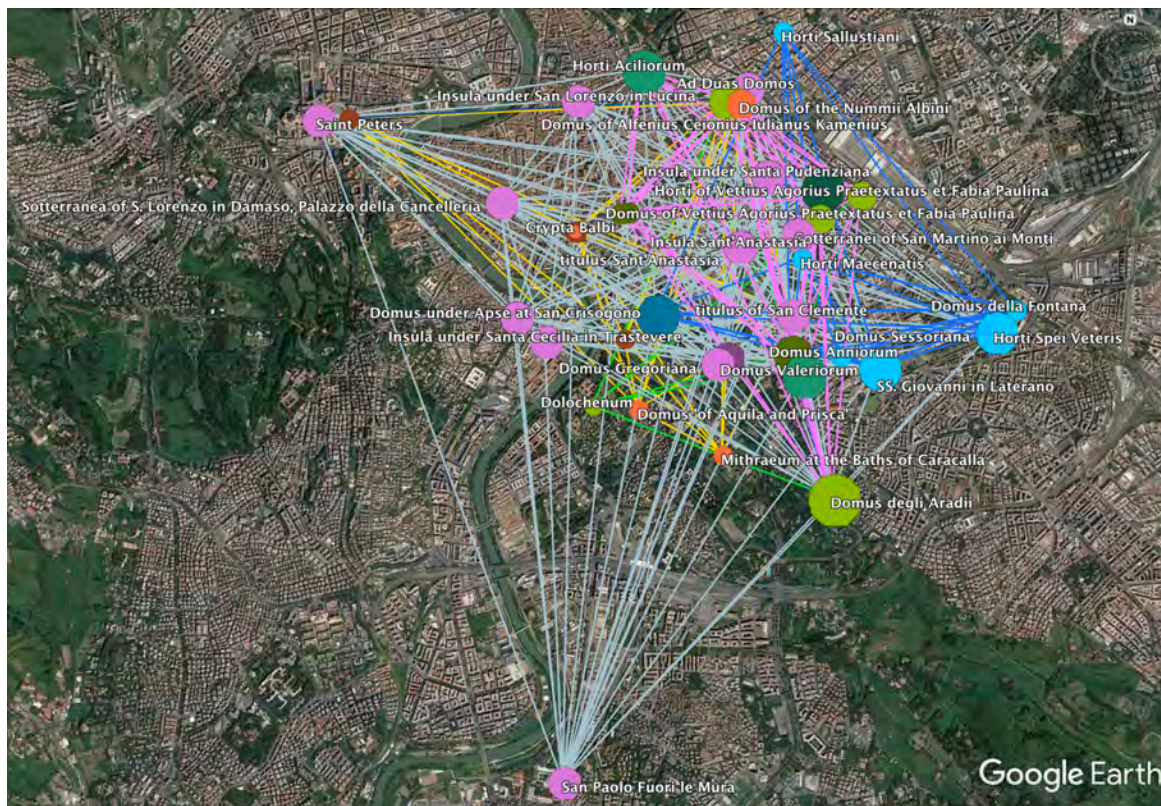 N
Horti Sallustiani
Horti Aciliorum
Ad Duas Domos
Insula under San Lorenzo in Lucina
Domus of the Nummii Albini
Saint Peters
Domus of Alfenius Ceionius Iulianus Kamenius
Insula under Santa Pudenziana
Horti of Vettius Agorius Praetextatus et Fabia Paulina
Sotterranea of S. Lorenzo in Damaso, Palazzo della Cancelleria
Domus of Vettius Agorius Praetextatus et Fabia Paulina
Crypta Balbi
Insula Sant'Anastasia
Sotterranei of San Martino ai Monti
titulus Sant'Anastasia
Horti Maecenatis
Domus della Fontana
Domus under Apse at San Crisogono
titulus of San Clemente
Insula under Santa Cecilia in Trastevere
Domus Sessoriana
Horti Spei Veteris
Domus Anniorum
Domus Gregoriana
Domus Valeriorum
SS. Giovanni in Laterano
Dolochenum
Domus 'of Aquila and Prisca'
Mithraeum at the Baths of Caracalla
Domus degli Aradii
San Paolo Fuori le Mura
Google Earth